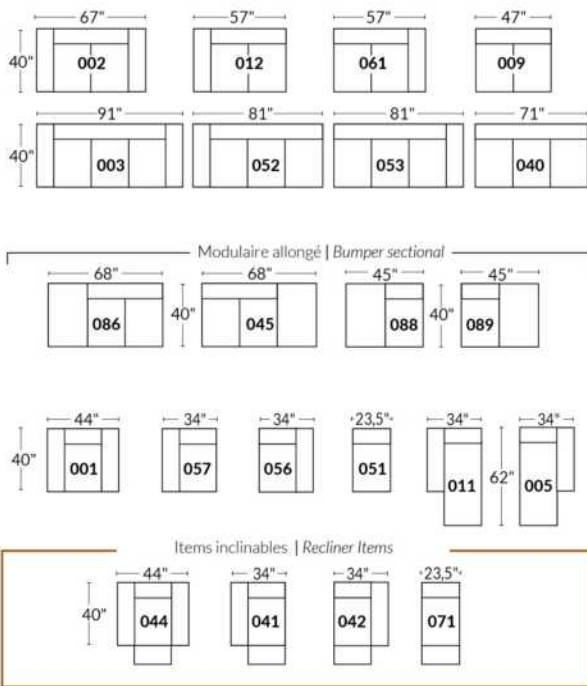 67" 57" 57" 47"
40" 002 012 061 009
91" 81" 81" 71"
40" 003 052 053 040
Modulaire allongé | Bumper sectional
68" 68" 45" 45"
086 40" 045 088 40" 089
44" 34" 34" 23,5" 34" 34"
40" 001 057 056 051 011 62" 005
Items inclinables | Recliner Items
44" 34" 34" 23,5"
40" 044 041 042 071